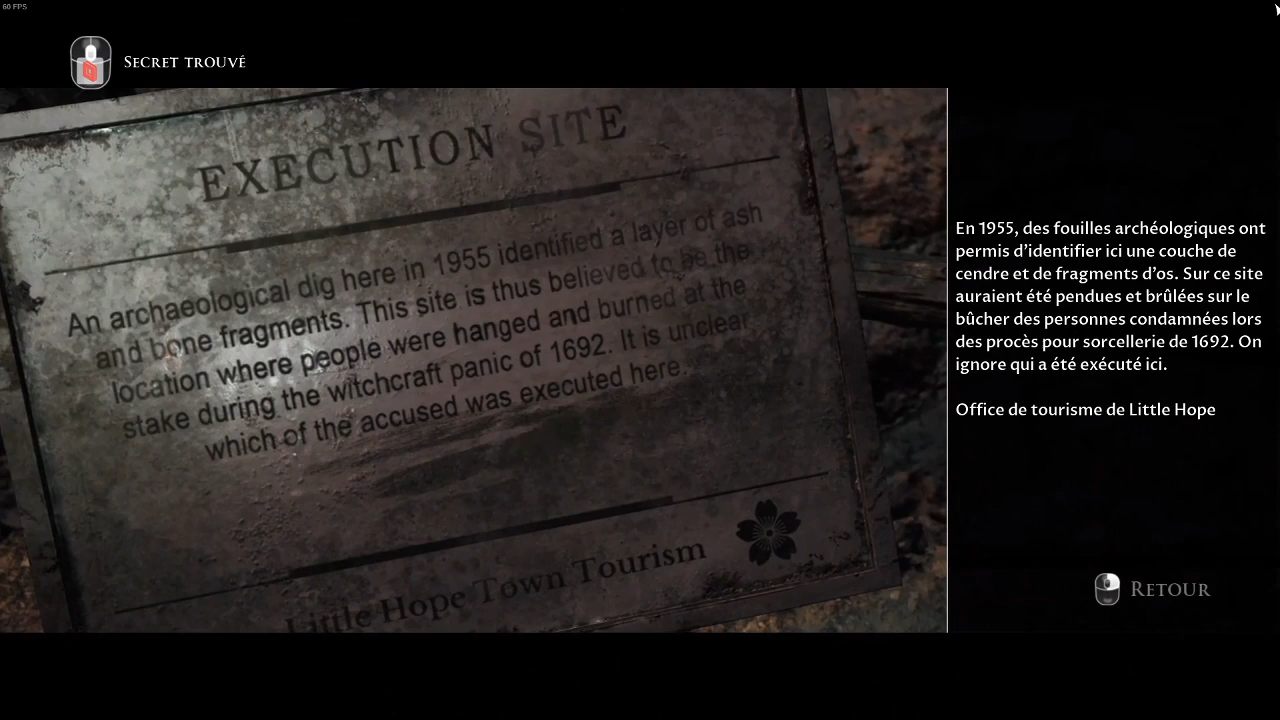 60 FPS
SECRET TROUVÉ
EXECUTION SITE
An archaeological dig here in 1955 identified a layer of ash
and bone fragments. This site is thus believed to be the
location where people were hanged and burned at the
stake during the witchcraft panic of 1692. It is unclear
which of the accused was executed here.
Little Hope Town Tourism
En 1955, des fouilles archéologiques ont
permis d'identifier ici une couche de
cendre et de fragments d'os. Sur ce site
auraient été pendues et brûlées sur le
bûcher des personnes condamnées lors
des procès pour sorcellerie de 1692. On
ignore qui a été exécuté ici.
Office de tourisme de Little Hope
RETOUR